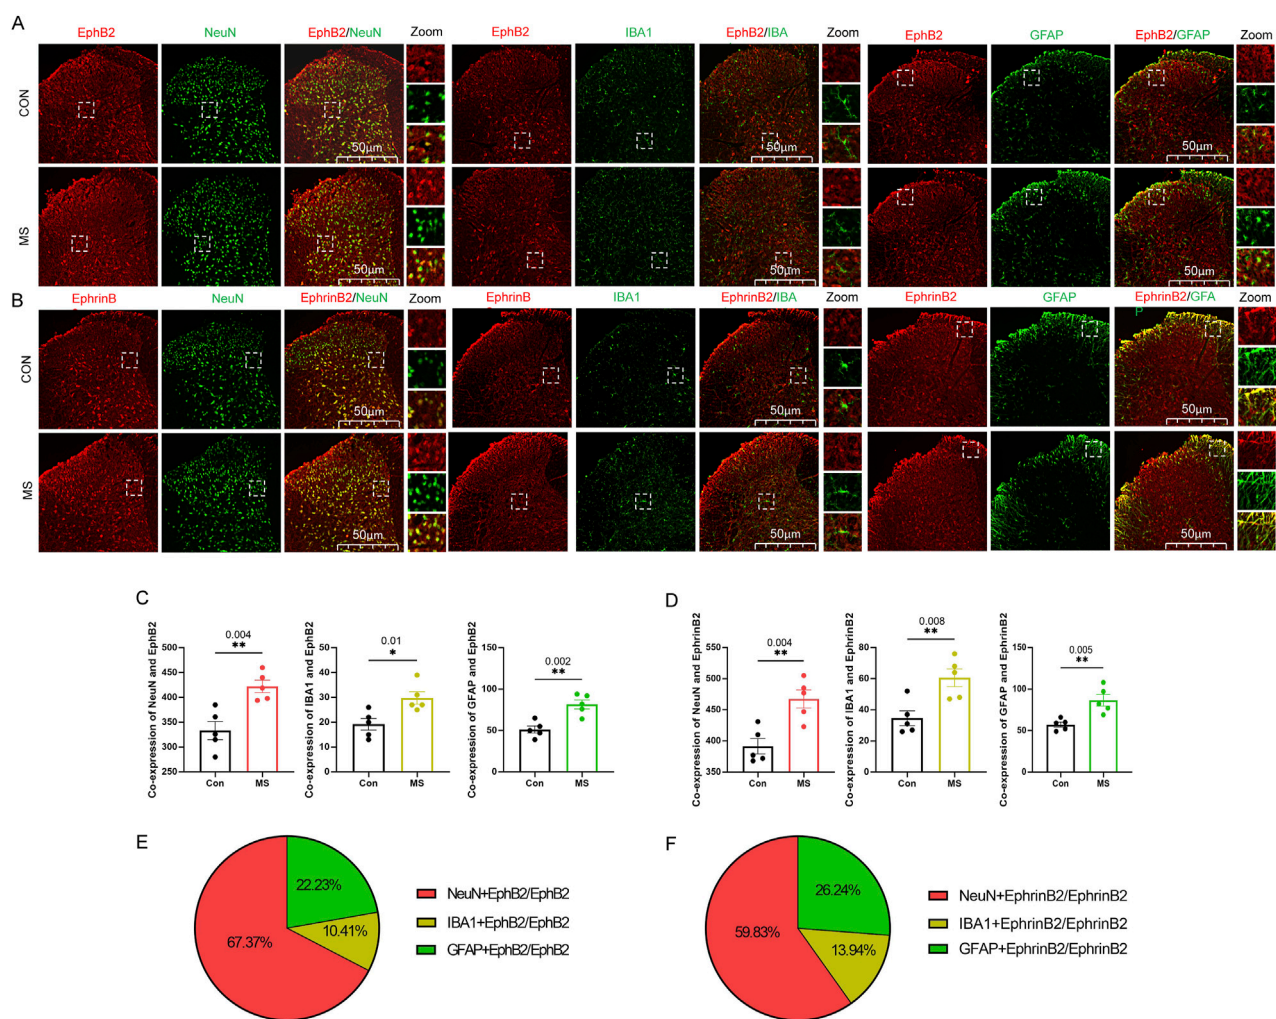 A
EphB2 NeuN EphB2/NeuN Zoom EphB2 IBA1 EphB2/IBA Zoom EphB2 GFAP EphB2/GFAP Zoom
CON
50μm 50μm 50μm
MS
50μm 50μm 50μm
B
EphrinB NeuN EphrinB2/NeuN Zoom EphrinB IBA1 EphrinB2/IBA Zoom EphrinB2 GFAP EphrinB2/GFA Zoom
P
CON
50μm 50μm 50μm
MS
50μm 50μm 50μm
C
Co-expression of NeuN and EphB2
450
400
350
300
250
0.004
**
Con MS
Co-expression of IBA1 and EphB2
50
40
30
20
10
0
0.01
*
Con MS
Co-expression of GFAP and EphB2
150
100
50
0
0.002
**
Con MS
D
Co-expression of NeuN and EphrinB2
550
500
450
400
350
0.004
**
Con MS
Co-expression of IBA1 and EphrinB2
80
60
40
20
0
0.008
**
Con MS
Co-expression of GFAP and EphrinB2
150
100
50
0
0.005
**
Con MS
E
22.23%
10.41%
67.37%
NeuN+EphB2/EphB2
IBA1+EphB2/EphB2
GFAP+EphB2/EphB2
F
26.24%
13.94%
59.83%
NeuN+EphrinB2/EphrinB2
IBA1+EphrinB2/EphrinB2
GFAP+EphrinB2/EphrinB2